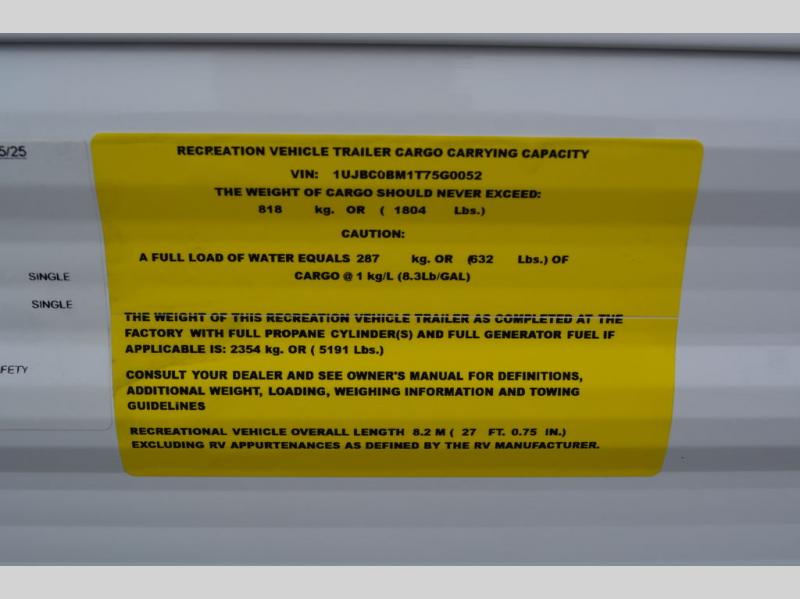 5/25
SINGLE
SINGLE
FETY
RECREATION VEHICLE TRAILER CARGO CARRYING CAPACITY
VIN: 1UJBC0BM1T75G0052
THE WEIGHT OF CARGO SHOULD NEVER EXCEED:
818 kg. OR ( 1804 Lbs.)
CAUTION:
A FULL LOAD OF WATER EQUALS 287 kg. OR (632 Lbs.) OF
CARGO @ 1 kg/L (8.3Lb/GAL)
THE WEIGHT OF THIS RECREATION VEHICLE TRAILER AS COMPLETED AT THE
FACTORY WITH FULL PROPANE CYLINDER(S) AND FULL GENERATOR FUEL IF
APPLICABLE IS: 2354 kg. OR ( 5191 Lbs.)
CONSULT YOUR DEALER AND SEE OWNER'S MANUAL FOR DEFINITIONS,
ADDITIONAL WEIGHT, LOADING, WEIGHING INFORMATION AND TOWING
GUIDELINES
RECREATIONAL VEHICLE OVERALL LENGTH 8.2 M ( 27 FT. 0.75 IN.)
EXCLUDING RV APPURTENANCES AS DEFINED BY THE RV MANUFACTURER.